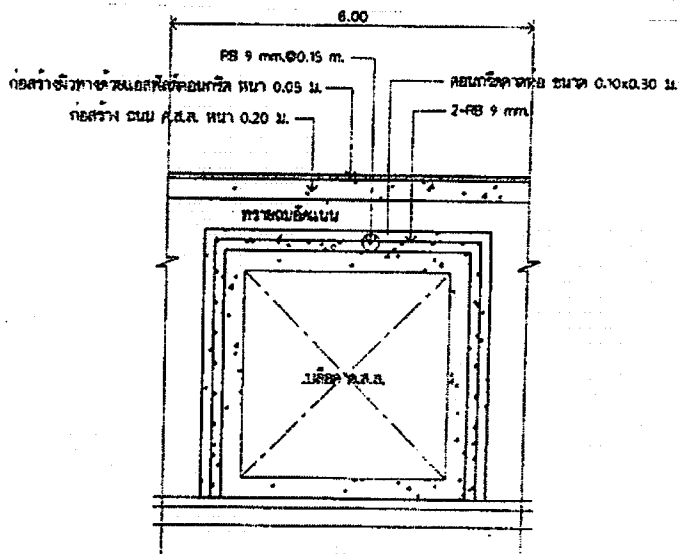 6.00
RB 9 mm.@0.15 m.
ก่อสร้างผิวทางด้วยแอสฟัลต์คอนกรีต หนา 0.05 ม.
คอนกรีตคาดท่อ ขนาด 0.10x0.30 ม.
ก่อสร้าง ถนน ค.ส.ล. หนา 0.20 ม.
2-RB 9 mm.
ทรายถมอัดแน่น
บล๊อค ค.ส.ล.